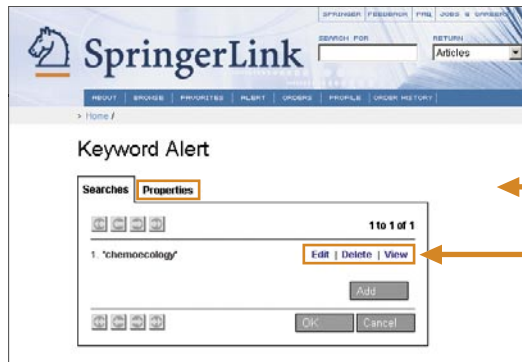 SPRINGER FEEDBACK FAQ JOBS & CAREERS
SpringerLink
SEARCH FOR RETURN
Articles
ABOUT | BROWSE | FAVORITES | ALERT | ORDERS | PROFILE | ORDER HISTORY
> Home /
Keyword Alert
Searches Properties
1 to 1 of 1
1. "chemoecology" Edit | Delete | View
Add
OK Cancel